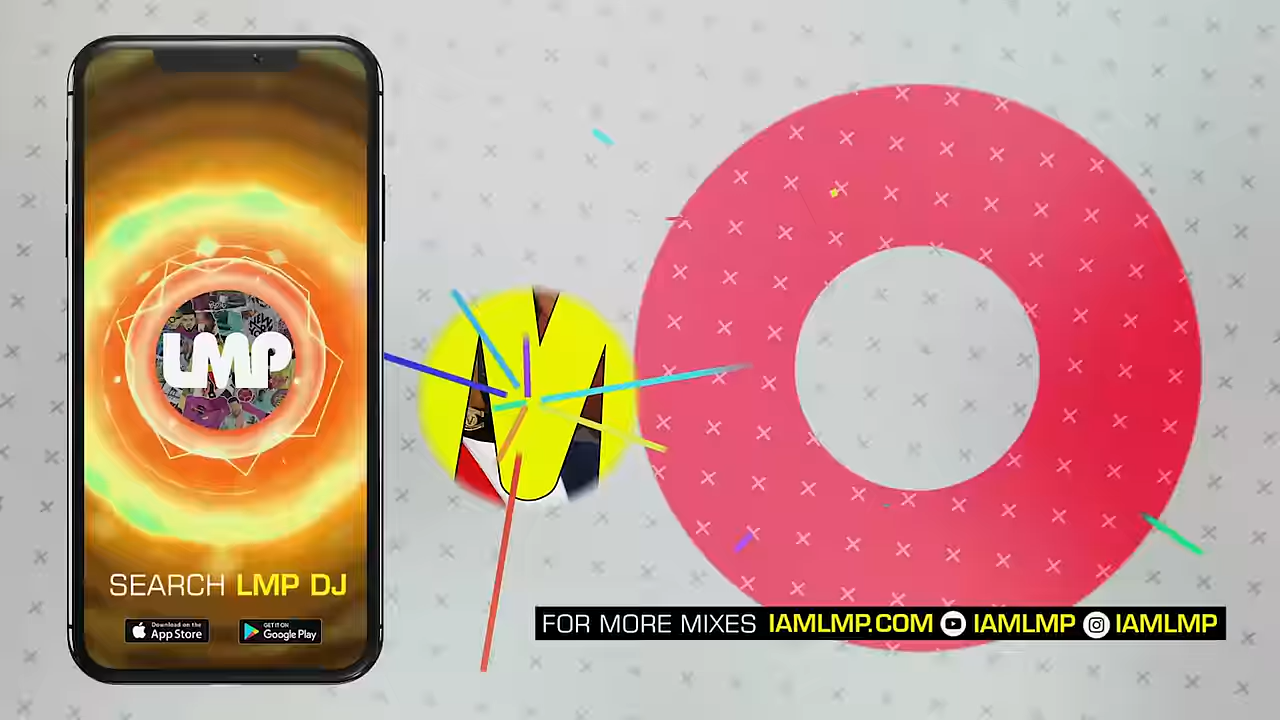 LMP
SEARCH LMP DJ
Download on the
App Store
GET IT ON
Google Play
FOR MORE MIXES IAMLMP.COM IAMLMP IAMLMP